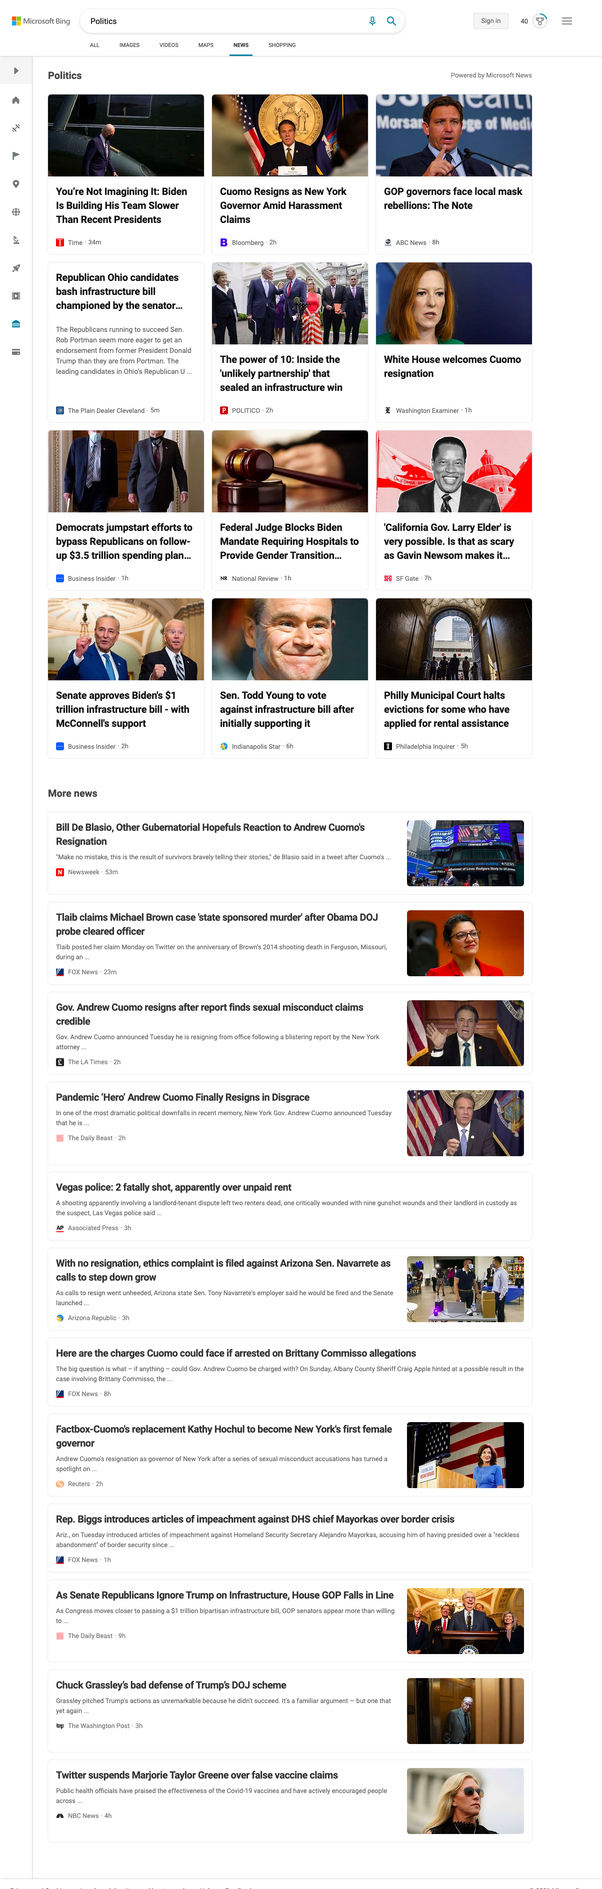 Microsoft Bing
Politics
Sign in
40
ALL IMAGES VIDEOS MAPS NEWS SHOPPING
Politics
Powered by Microsoft News
You're Not Imagining It: Biden
Is Building His Team Slower
Than Recent Presidents
Time · 34m
Cuomo Resigns as New York
Governor Amid Harassment
Claims
Bloomberg · 2h
GOP governors face local mask
rebellions: The Note
ABC News · 8h
Republican Ohio candidates
bash infrastructure bill
championed by the senator...
The Republicans running to succeed Sen.
Rob Portman seem more eager to get an
endorsement from former President Donald
Trump than they are from Portman. The
leading candidates in Ohio's Republican U ...
The Plain Dealer Cleveland · 5m
The power of 10: Inside the
'unlikely partnership' that
sealed an infrastructure win
POLITICO · 2h
White House welcomes Cuomo
resignation
Washington Examiner · 1h
Democrats jumpstart efforts to
bypass Republicans on follow-
up $3.5 trillion spending plan...
Business Insider · 1h
Federal Judge Blocks Biden
Mandate Requiring Hospitals to
Provide Gender Transition...
NR National Review · 1h
'California Gov. Larry Elder' is
very possible. Is that as scary
as Gavin Newsom makes it...
SF Gate · 7h
Senate approves Biden's $1
trillion infrastructure bill - with
McConnell's support
Business Insider · 2h
Sen. Todd Young to vote
against infrastructure bill after
initially supporting it
Indianapolis Star · 6h
Philly Municipal Court halts
evictions for some who have
applied for rental assistance
Philadelphia Inquirer · 5h
More news
Bill De Blasio, Other Gubernatorial Hopefuls Reaction to Andrew Cuomo's
Resignation
"Make no mistake, this is the result of survivors bravely telling their stories," de Blasio said in a tweet after Cuomo's ...
Newsweek · 53m
Tlaib claims Michael Brown case 'state sponsored murder' after Obama DOJ
probe cleared officer
Tlaib posted her claim Monday on Twitter on the anniversary of Brown's 2014 shooting death in Ferguson, Missouri,
during an ...
FOX News · 23m
Gov. Andrew Cuomo resigns after report finds sexual misconduct claims
credible
Gov. Andrew Cuomo announced Tuesday he is resigning from office following a blistering report by the New York
attorney ...
The LA Times · 2h
Pandemic 'Hero' Andrew Cuomo Finally Resigns in Disgrace
In one of the most dramatic political downfalls in recent memory, New York Gov. Andrew Cuomo announced Tuesday
that he is ...
The Daily Beast · 2h
Vegas police: 2 fatally shot, apparently over unpaid rent
A shooting apparently involving a landlord-tenant dispute left two renters dead, one critically wounded with nine gunshot wounds and their landlord in custody as
the suspect, Las Vegas police said ...
AP Associated Press · 3h
With no resignation, ethics complaint is filed against Arizona Sen. Navarrete as
calls to step down grow
As calls to resign went unheeded, Arizona state Sen. Tony Navarrete's employer said he would be fired and the Senate
launched ...
Arizona Republic · 3h
Here are the charges Cuomo could face if arrested on Brittany Commisso allegations
The big question is what – if anything – could Gov. Andrew Cuomo be charged with? On Sunday, Albany County Sheriff Craig Apple hinted at a possible result in the
case involving Brittany Commisso, the ...
FOX News · 8h
Factbox-Cuomo's replacement Kathy Hochul to become New York's first female
governor
Andrew Cuomo's resignation as governor of New York after a series of sexual misconduct accusations has turned a
spotlight on ...
Reuters · 2h
Rep. Biggs introduces articles of impeachment against DHS chief Mayorkas over border crisis
Ariz., on Tuesday introduced articles of impeachment against Homeland Security Secretary Alejandro Mayorkas, accusing him of having presided over a "reckless
abandonment" of border security since ...
FOX News · 1h
As Senate Republicans Ignore Trump on Infrastructure, House GOP Falls in Line
As Congress moves closer to passing a $1 trillion bipartisan infrastructure bill, GOP senators appear more than willing
to ...
The Daily Beast · 9h
Chuck Grassley's bad defense of Trump's DOJ scheme
Grassley pitched Trump's actions as unremarkable because he didn't succeed. It's a familiar argument — but one that
yet again ...
wp The Washington Post · 3h
Twitter suspends Marjorie Taylor Greene over false vaccine claims
Public health officials have praised the effectiveness of the Covid-19 vaccines and have actively encouraged people
across ...
NBC News · 4h